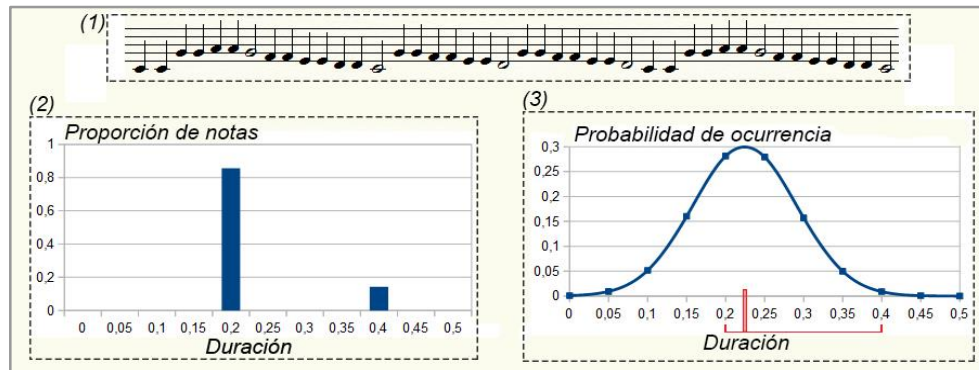 (1)
(2)
Proporción de notas
1
0,8
0,6
0,4
0,2
0
0 0,05 0,1 0,15 0,2 0,25 0,3 0,35 0,4 0,45 0,5
Duración
(3)
Probabilidad de ocurrencia
0,3
0,25
0,2
0,15
0,1
0,05
0
0 0,05 0,1 0,15 0,2 0,25 0,3 0,35 0,4 0,45 0,5
Duración